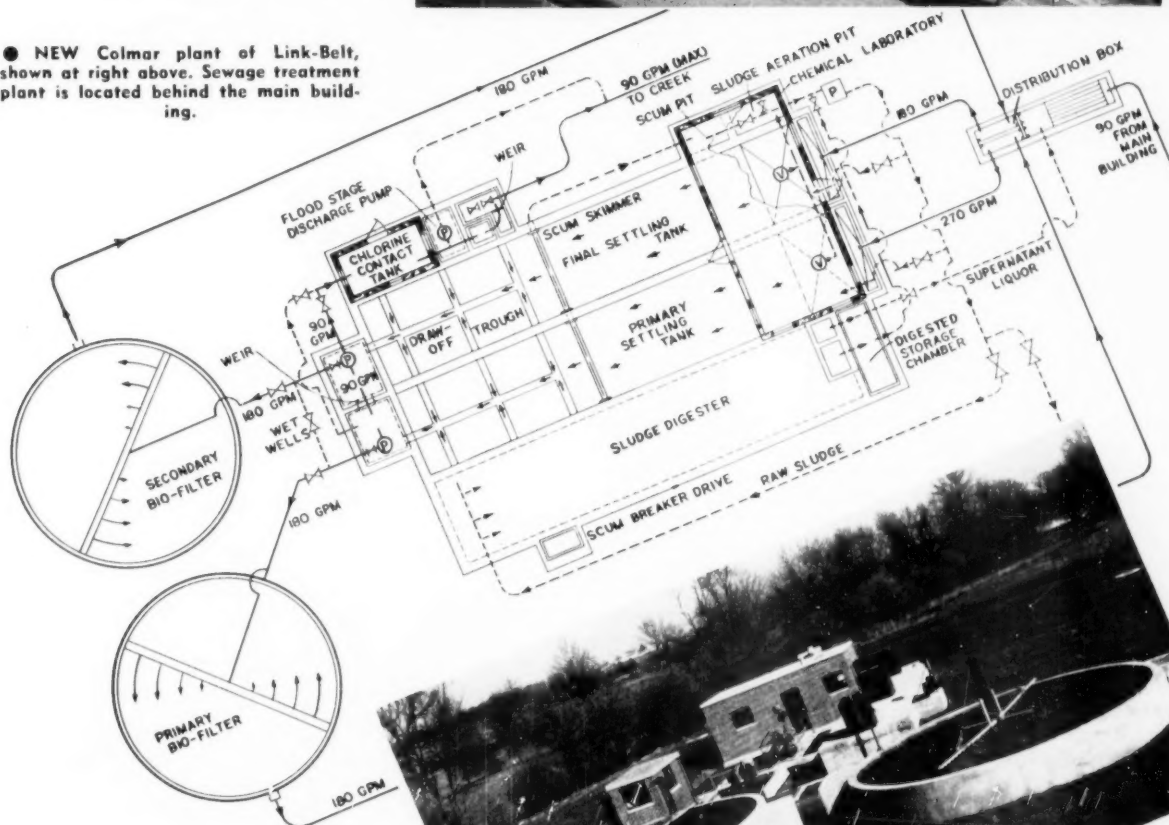 ● NEW Colmar plant of Link-Belt,
shown at right above. Sewage treatment
plant is located behind the main build-
ing.
180 GPM
90 GPM (MAX)
TO CREEK
SCUM PIT
SLUDGE AERATION PIT
CHEMICAL LABORATORY
P
180 GPM
DISTRIBUTION BOX
90 GPM
FROM
MAIN
BUILDING
FLOOD STAGE
DISCHARGE PUMP
P
WEIR
CHLORINE
CONTACT
TANK
SCUM SKIMMER
FINAL SETTLING
TANK
V
V
270 GPM
SUPERNATANT
LIQUOR
90
GPM
WEIR
P
90 GPM
DRAW-
OFF
TROUGH
PRIMARY
SETTLING
TANK
DIGESTED
STORAGE
CHAMBER
180 GPM
WET
WELLS
P
SECONDARY
BIO-FILTER
SLUDGE DIGESTER
180 GPM
SCUM BREAKER DRIVE
RAW SLUDGE
PRIMARY
BIO-FILTER
180 GPM